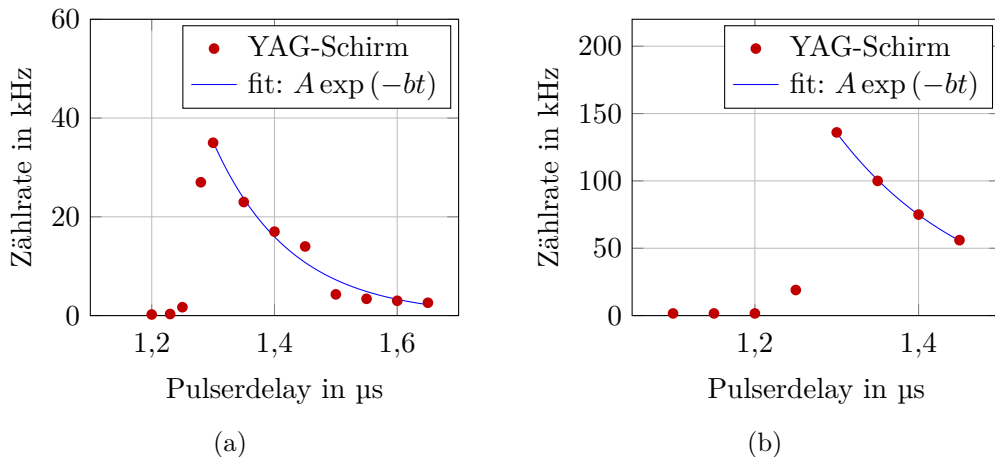 60
40
20
0
1,2
1,4
1,6
Zählrate in kHz
Pulserdelay in µs
YAG-Schirm
fit: A exp (−bt)
(a)
200
150
100
50
0
1,2
1,4
Zählrate in kHz
Pulserdelay in µs
YAG-Schirm
fit: A exp (−bt)
(b)